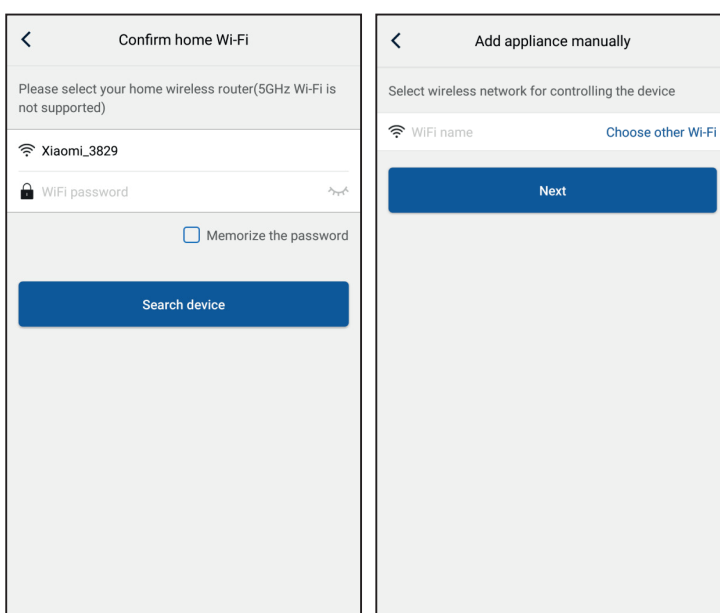 Confirm home Wi-Fi
Please select your home wireless router(5GHz Wi-Fi is
not supported)
Xiaomi_3829
WiFi password
Memorize the password
Search device
Add appliance manually
Select wireless network for controlling the device
WiFi name Choose other Wi-Fi
Next